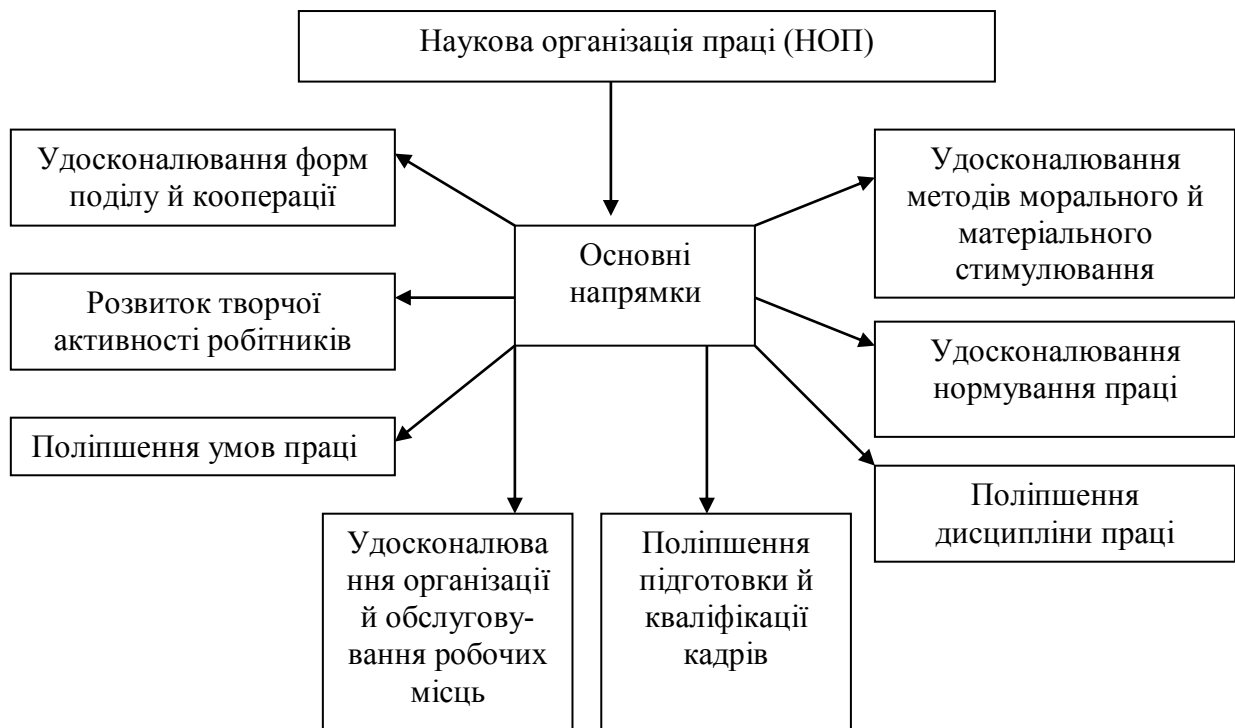 Наукова організація праці (НОП)
Удосконалювання форм
поділу й кооперації
Удосконалювання
методів морального й
матеріального
стимулювання
Основні
напрямки
Розвиток творчої
активності робітників
Удосконалювання
нормування праці
Поліпшення умов праці
Поліпшення
дисципліни праці
Удосконалюва
ння організації
й обслугову-
вання робочих
місць
Поліпшення
підготовки й
кваліфікації
кадрів